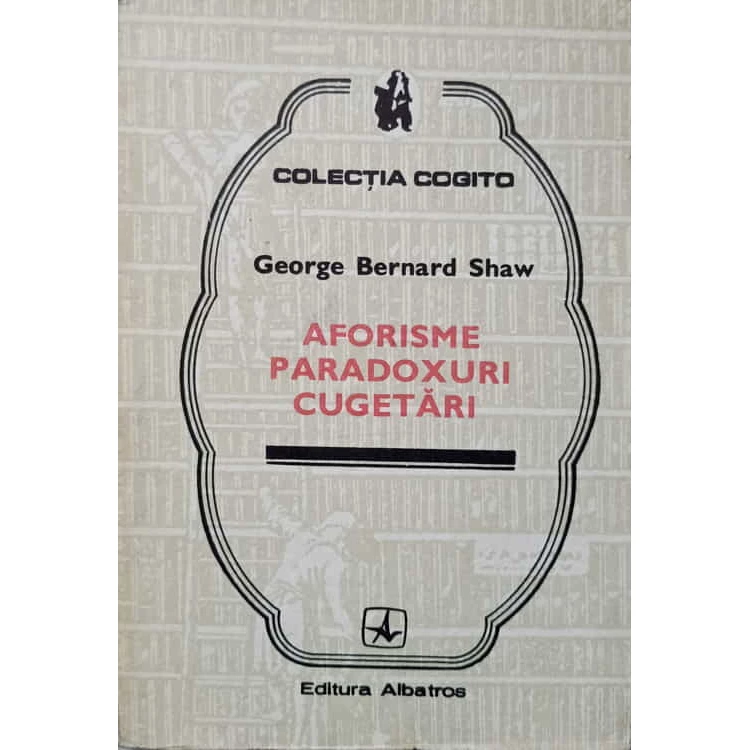 COLECȚIA COGITO
George Bernard Shaw
AFORISME
PARADOXURI
CUGETĂRI
Editura Albatros